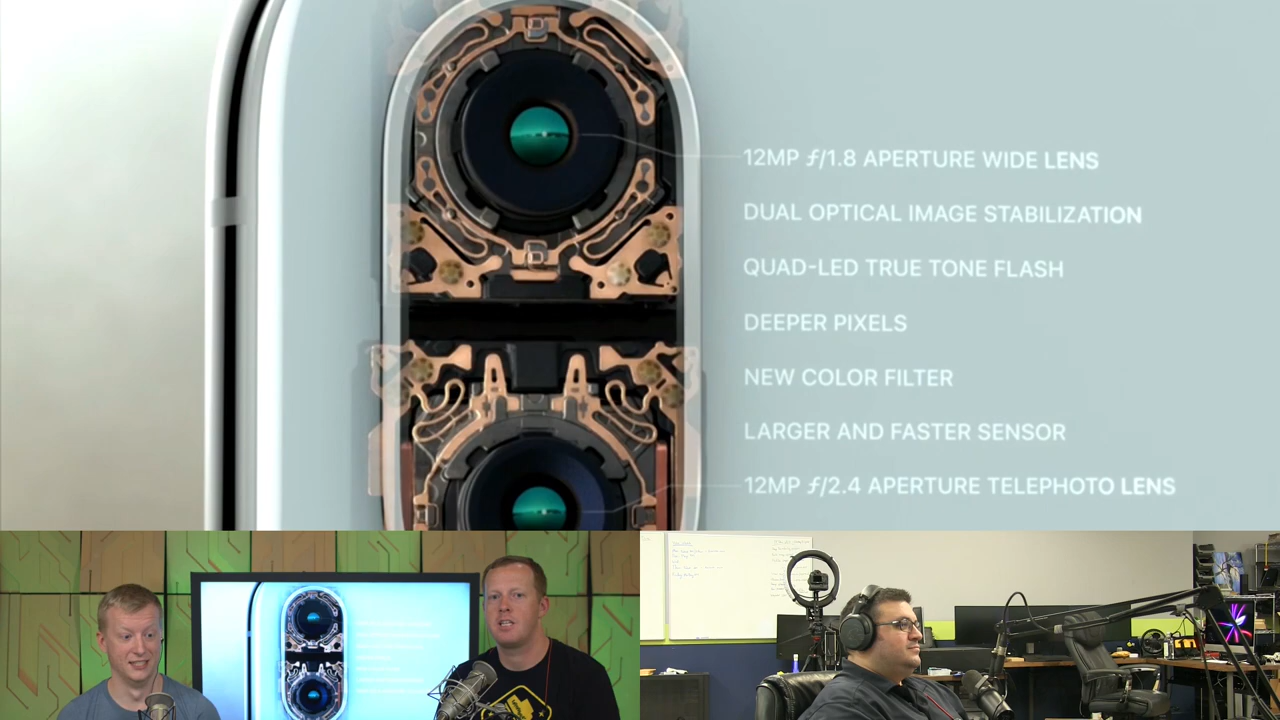 12MP ƒ/1.8 APERTURE WIDE LENS
DUAL OPTICAL IMAGE STABILIZATION
QUAD-LED TRUE TONE FLASH
DEEPER PIXELS
NEW COLOR FILTER
LARGER AND FASTER SENSOR
12MP ƒ/2.4 APERTURE TELEPHOTO LENS